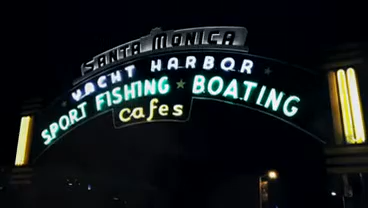 SANTA MONICA
YACHT HARBOR
SPORT FISHING ★ BOATING
cafes